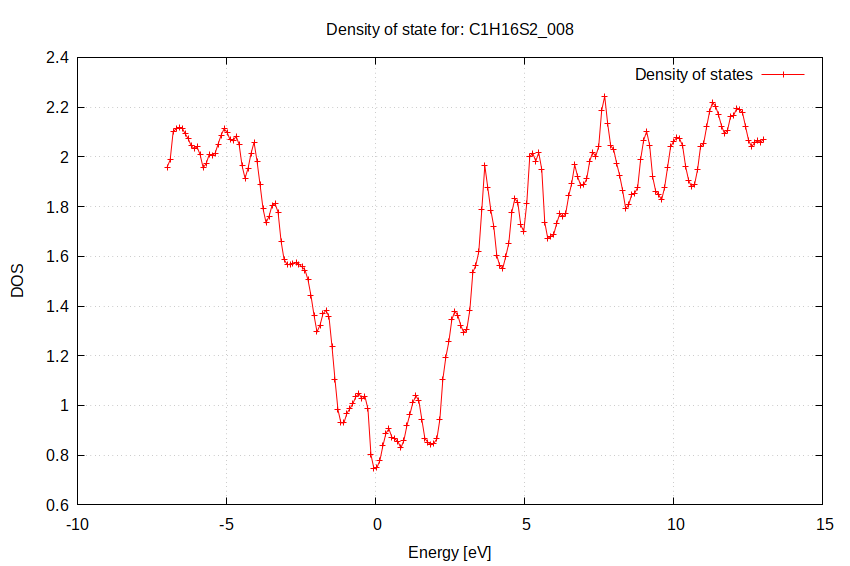 Density of state for: C1H16S2_008
Density of states
DOS
2.4
2.2
2
1.8
1.6
1.4
1.2
1
0.8
0.6
-10 -5 0 5 10 15
Energy [eV]